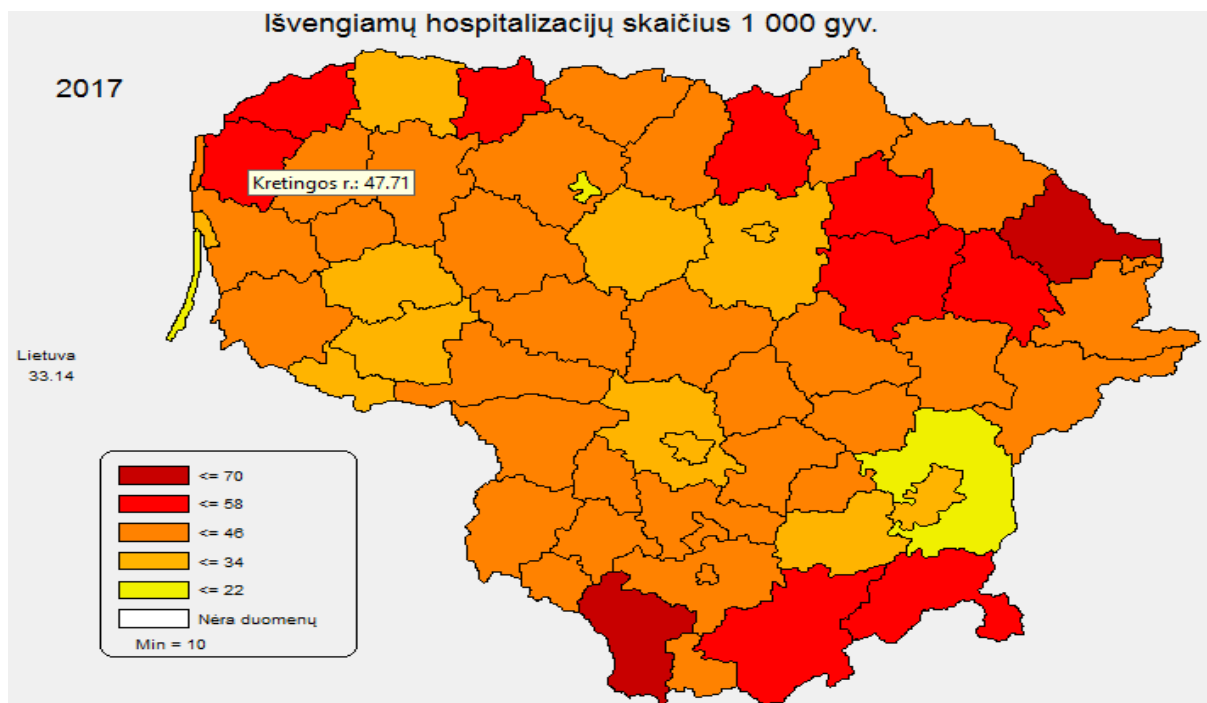 Išvengiamų hospitalizacijų skaičius 1 000 gyv.
2017
Kretingos r.: 47.71
Lietuva
33.14
<= 70
<= 58
<= 46
<= 34
<= 22
Nėra duomenų
Min = 10